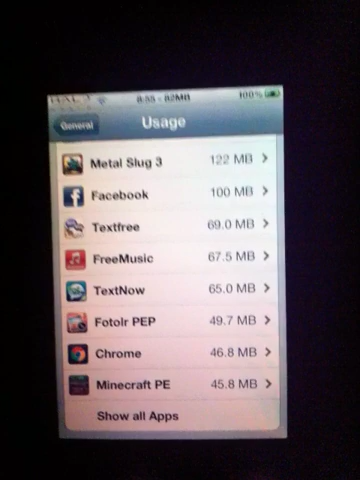 8:55 - 82MB 100%
General
Usage
Metal Slug 3 122 MB
Facebook 100 MB
Textfree 69.0 MB
FreeMusic 67.5 MB
TextNow 65.0 MB
FotoIr PEP 49.7 MB
Chrome 46.8 MB
Minecraft PE 45.8 MB
Show all Apps